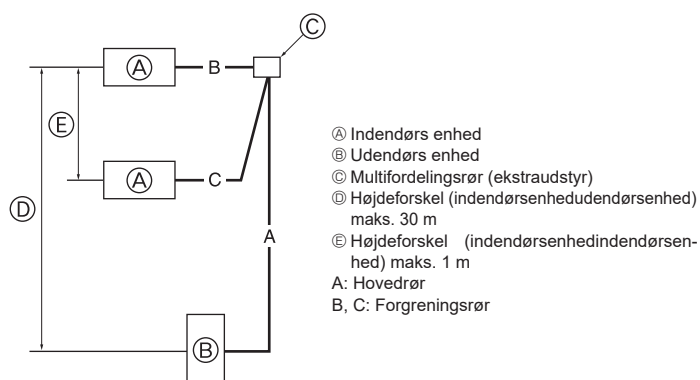 Ⓒ
Ⓐ
B
Ⓔ
Ⓐ
C
Ⓓ
A
Ⓑ
Ⓐ Indendørs enhed
Ⓑ Udendørs enhed
Ⓒ Multifordelingsrør (ekstraudstyr)
Ⓓ Højdeforskel (indendørsenhedudendørsenhed)
maks. 30 m
Ⓔ Højdeforskel (indendørsenhedindendørsen-
hed) maks. 1 m
A: Hovedrør
B, C: Forgreningsrør